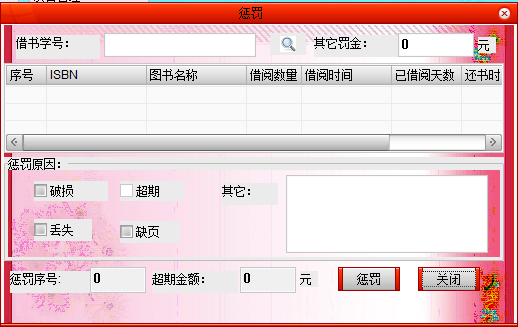 惩罚
借书学号： 其它罚金： 0 元
序号 ISBN 图书名称 借阅数量 借阅时间 已借阅天数 还书时
惩罚原因：
破损 超期 其它：
丢失 缺页
惩罚序号: 0 超期金额： 0 元 惩罚 关闭